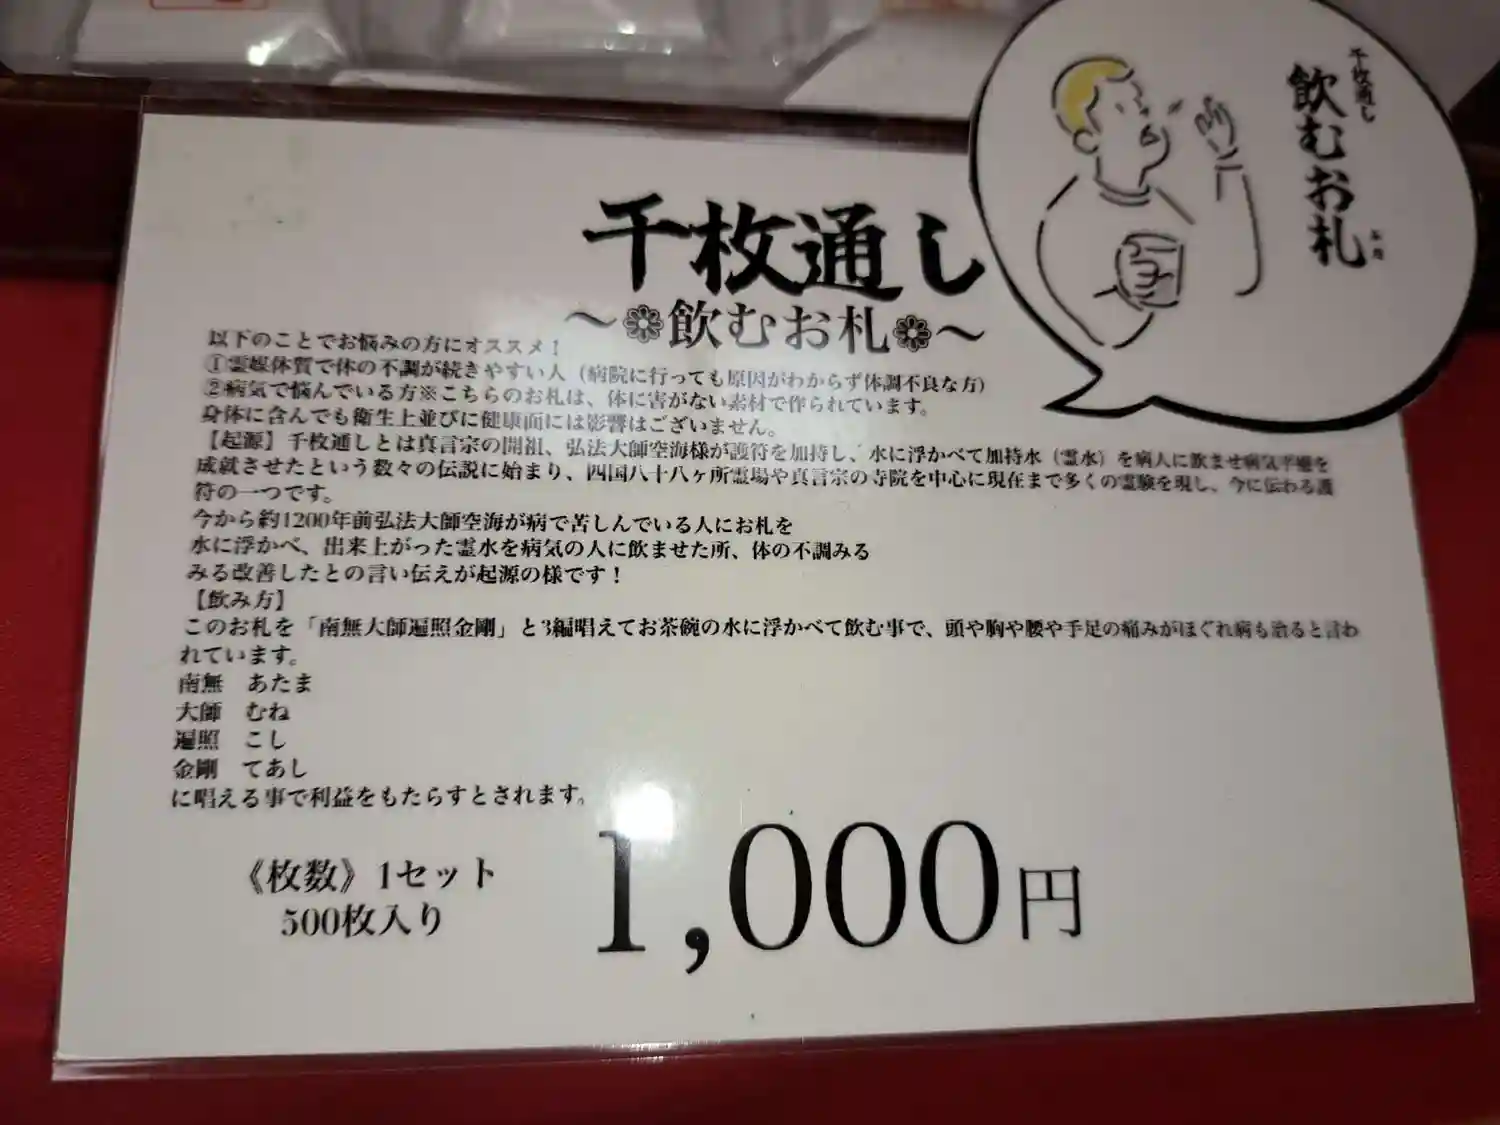 千枚通し
飲むお札
千枚通し
～飲むお札～
以下のことでお悩みの方にオススメ！
①霊媒体質で体の不調が続きやすい人（病院に行っても原因がわからず体調不良な方）
②病気で悩んでいる方※こちらのお札は、体に害がない素材で作られています。
身体に含んでも衛生上並びに健康面には影響はございません。
【起源】千枚通しとは真言宗の開祖、弘法大師空海様が護符を加持し、水に浮かべて加持水（霊水）を病人に飲ませ病気平癒を
成就させたという数々の伝説に始まり、四国八十八ヶ所霊場や真言宗の寺院を中心に現在まで多くの霊験を現し、今に伝わる護
符の一つです。
今から約1200年前弘法大師空海が病で苦しんでいる人にお札を
水に浮かべ、出来上がった霊水を病気の人に飲ませた所、体の不調みる
みる改善したとの言い伝えが起源の様です！
【飲み方】
このお札を「南無大師遍照金剛」と3編唱えてお茶碗の水に浮かべて飲む事で、頭や胸や腰や手足の痛みがほぐれ病も治ると言わ
れています。
南無　あたま
大師　むね
遍照　こし
金剛　てあし
に唱える事で利益をもたらすとされます。
《枚数》1セット
500枚入り
1,000円